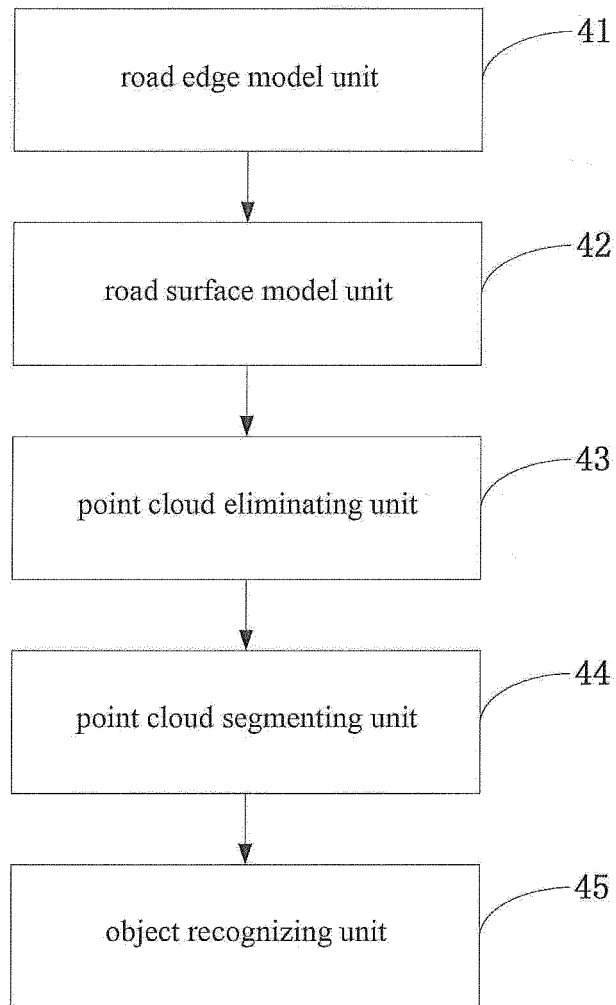 road edge model unit
41
road surface model unit
42
point cloud eliminating unit
43
point cloud segmenting unit
44
object recognizing unit
45